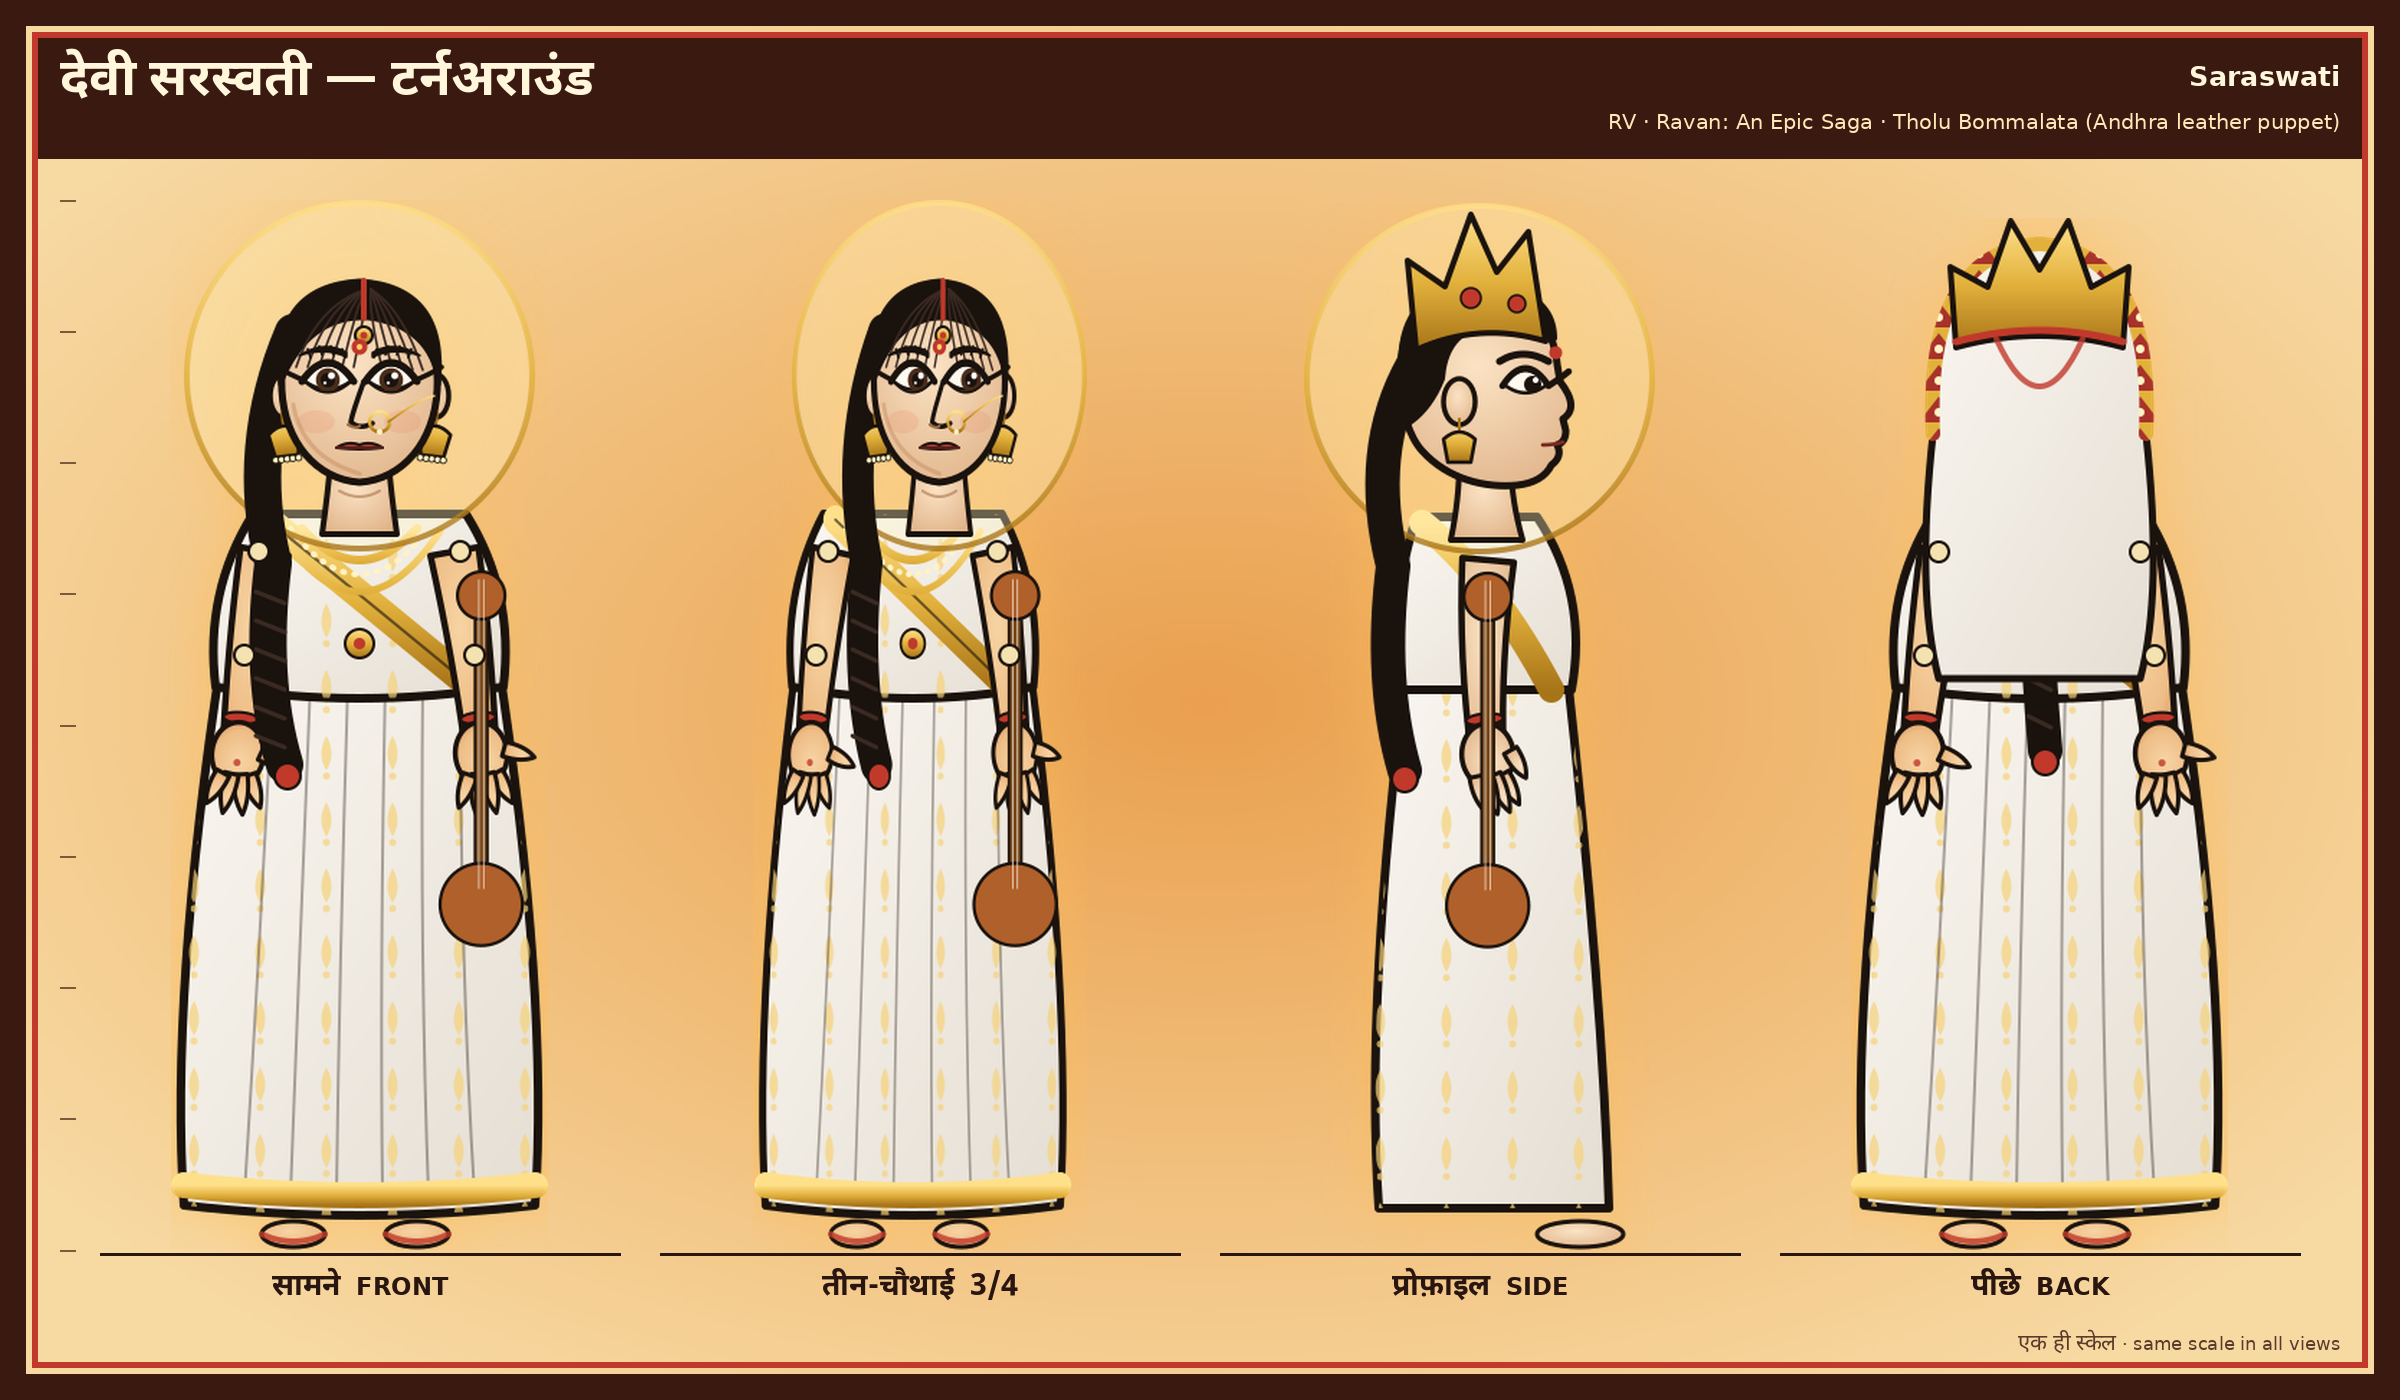 देवी सरस्वती — टर्नअराउंड
Saraswati
RV · Ravan: An Epic Saga · Tholu Bommalata (Andhra leather puppet)
सामने FRONT
तीन-चौथाई 3/4
प्रोफ़ाइल SIDE
पीछे BACK
एक ही स्केल · same scale in all views